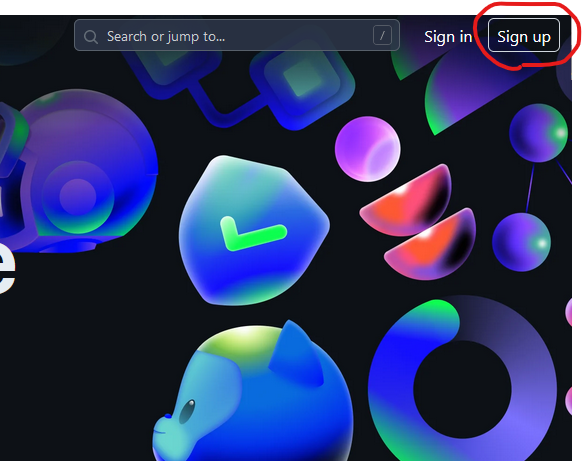 Search or jump to...
/
Sign in
Sign up
e